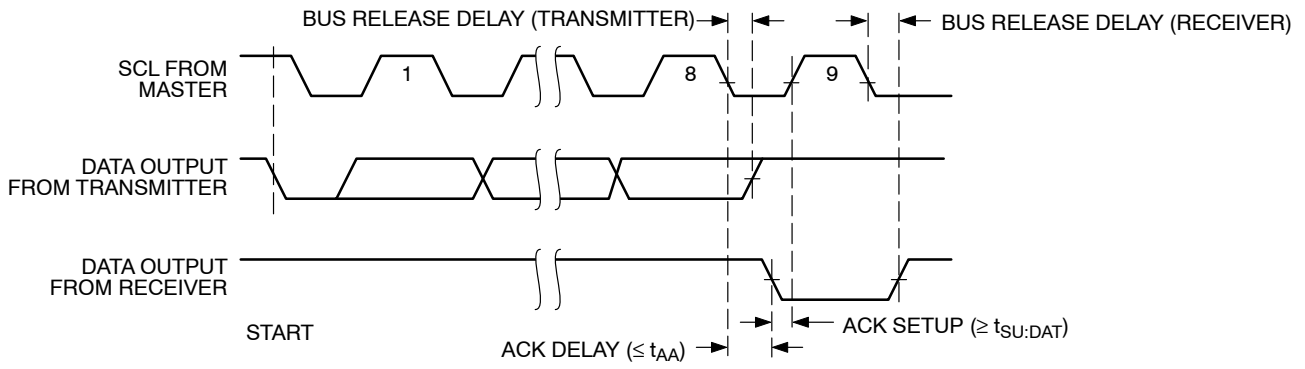 BUS RELEASE DELAY (TRANSMITTER)
BUS RELEASE DELAY (RECEIVER)
SCL FROM
MASTER
1
8
9
DATA OUTPUT
FROM TRANSMITTER
DATA OUTPUT
FROM RECEIVER
START
ACK SETUP (≥ tSU:DAT)
ACK DELAY (≤ tAA)